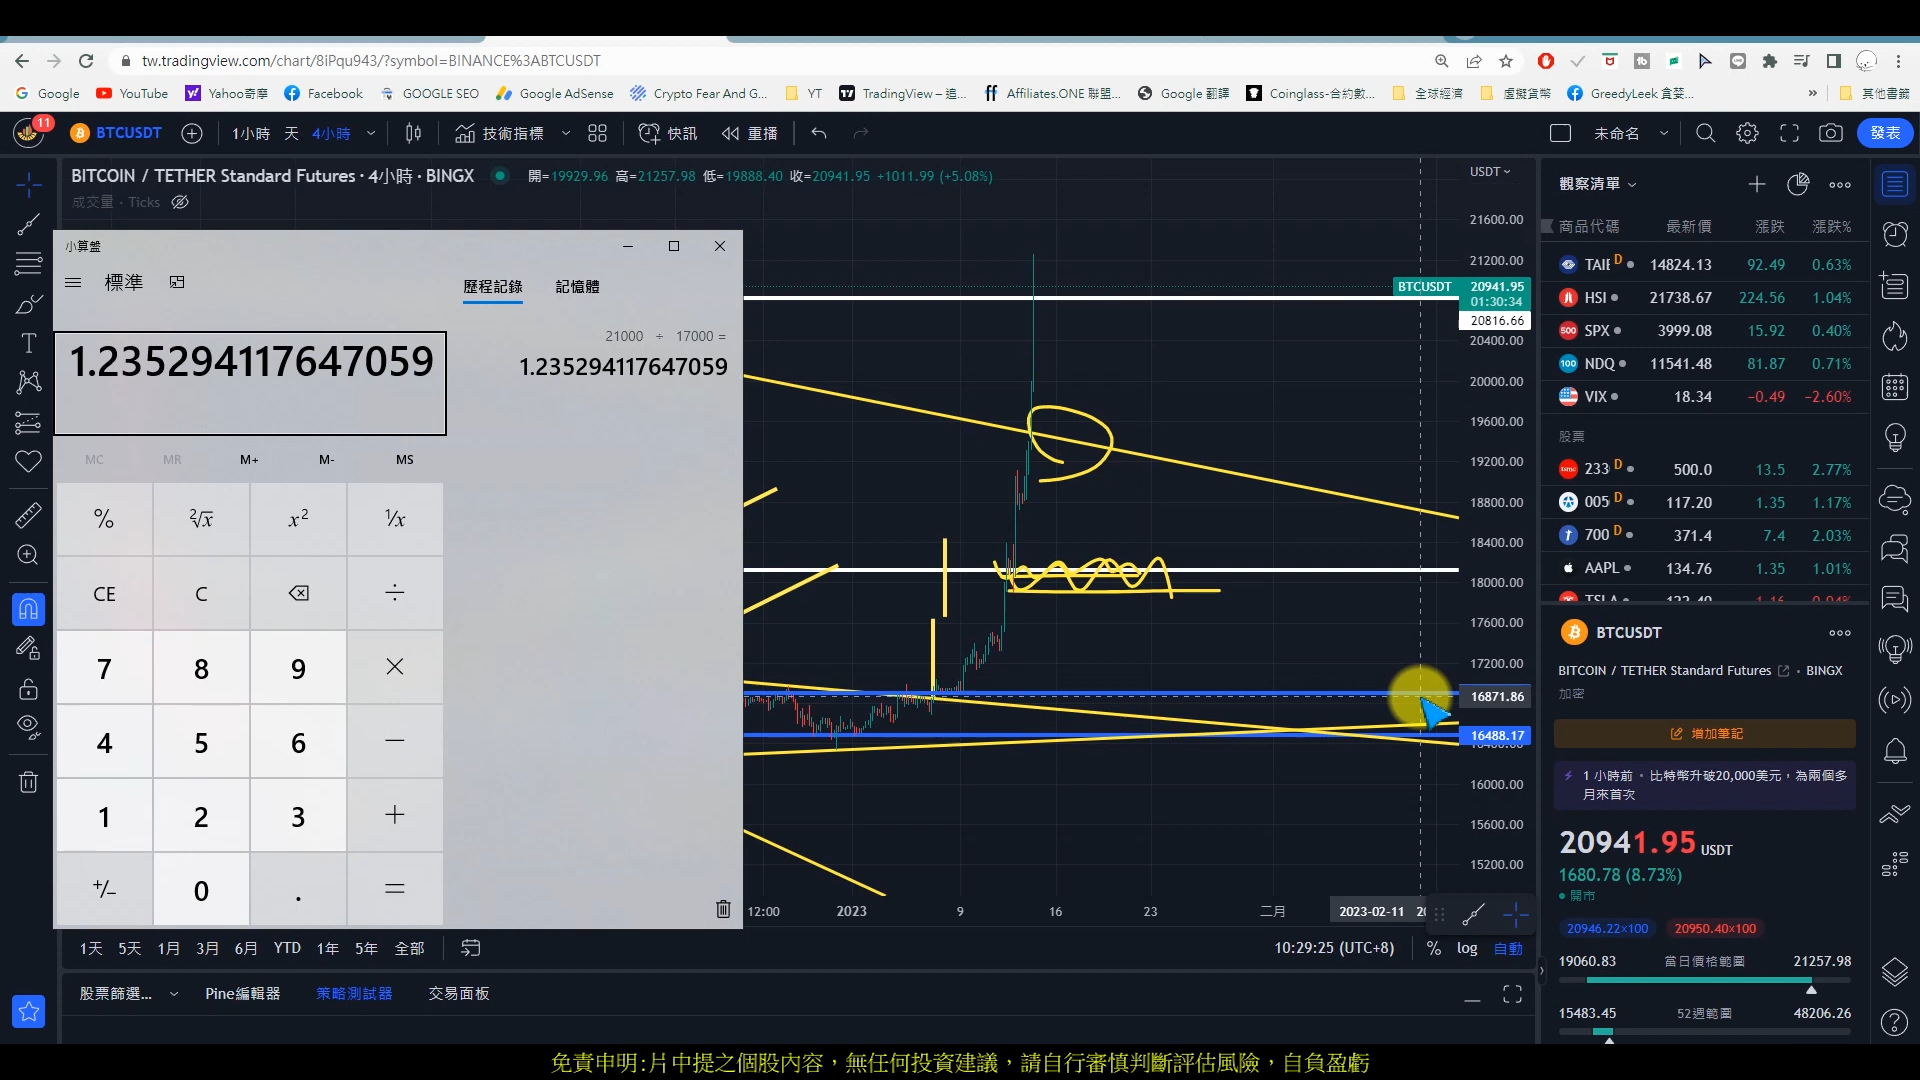 tw.tradingview.com/chart/8iPqu943/?symbol=BINANCE%3ABTCUSDT
Google YouTube Yahoo奇摩 Facebook GOOGLE SEO Google AdSense Crypto Fear And G... YT TradingView – 追... Affiliates.ONE 聯盟... Google 翻譯 Coinglass-合約數... 全球經濟 虛擬貨幣 GreedyLeek 貪婪... » 其他書籤
11 BTCUSDT 1小時 天 4小時 技術指標 快訊 重播 未命名 發表
BITCOIN / TETHER Standard Futures · 4小時 · BINGX 開=19929.96 高=21257.98 低=19888.40 收=20941.95 +1011.99 (+5.08%)
成交量 · Ticks
USDT
小算盤
標準
歷程記錄 記憶體
21000 ÷ 17000 =
1.235294117647059
1.235294117647059
MC MR M+ M- MS
% ²√x x² ¹/x
CE C ÷
7 8 9 ×
4 5 6 −
1 2 3 +
+/− 0 . =
21600.00
21200.00
BTCUSDT 20941.95
01:30:34
20816.66
20400.00
20000.00
19600.00
19200.00
18800.00
18400.00
18000.00
17600.00
17200.00
16871.86
16488.17
16000.00
15600.00
15200.00
12:00 2023 9 16 23 二月 2023-02-11
1天 5天 1月 3月 6月 YTD 1年 5年 全部
10:29:25 (UTC+8) % log 自動
股票篩選... Pine編輯器 策略測試器 交易面板
觀察清單
商品代碼 最新價 漲跌 漲跌%
TAIE D 14824.13 92.49 0.63%
HSI 21738.67 224.56 1.04%
SPX 3999.08 15.92 0.40%
NDQ 11541.48 81.87 0.71%
VIX 18.34 −0.49 −2.60%
股票
233 D 500.0 13.5 2.77%
005 D 117.20 1.35 1.17%
700 D 371.4 7.4 2.03%
AAPL 134.76 1.35 1.01%
BTCUSDT
BITCOIN / TETHER Standard Futures · BINGX
加密
增加筆記
1 小時前 · 比特幣升破20,000美元，為兩個多
月來首次
20941.95 USDT
1680.78 (8.73%)
開市
20946.22×100 20950.40×100
19060.83 當日價格範圍 21257.98
15483.45 52週範圍 48206.26
免責申明:片中提之個股內容，無任何投資建議，請自行審慎判斷評估風險，自負盈虧